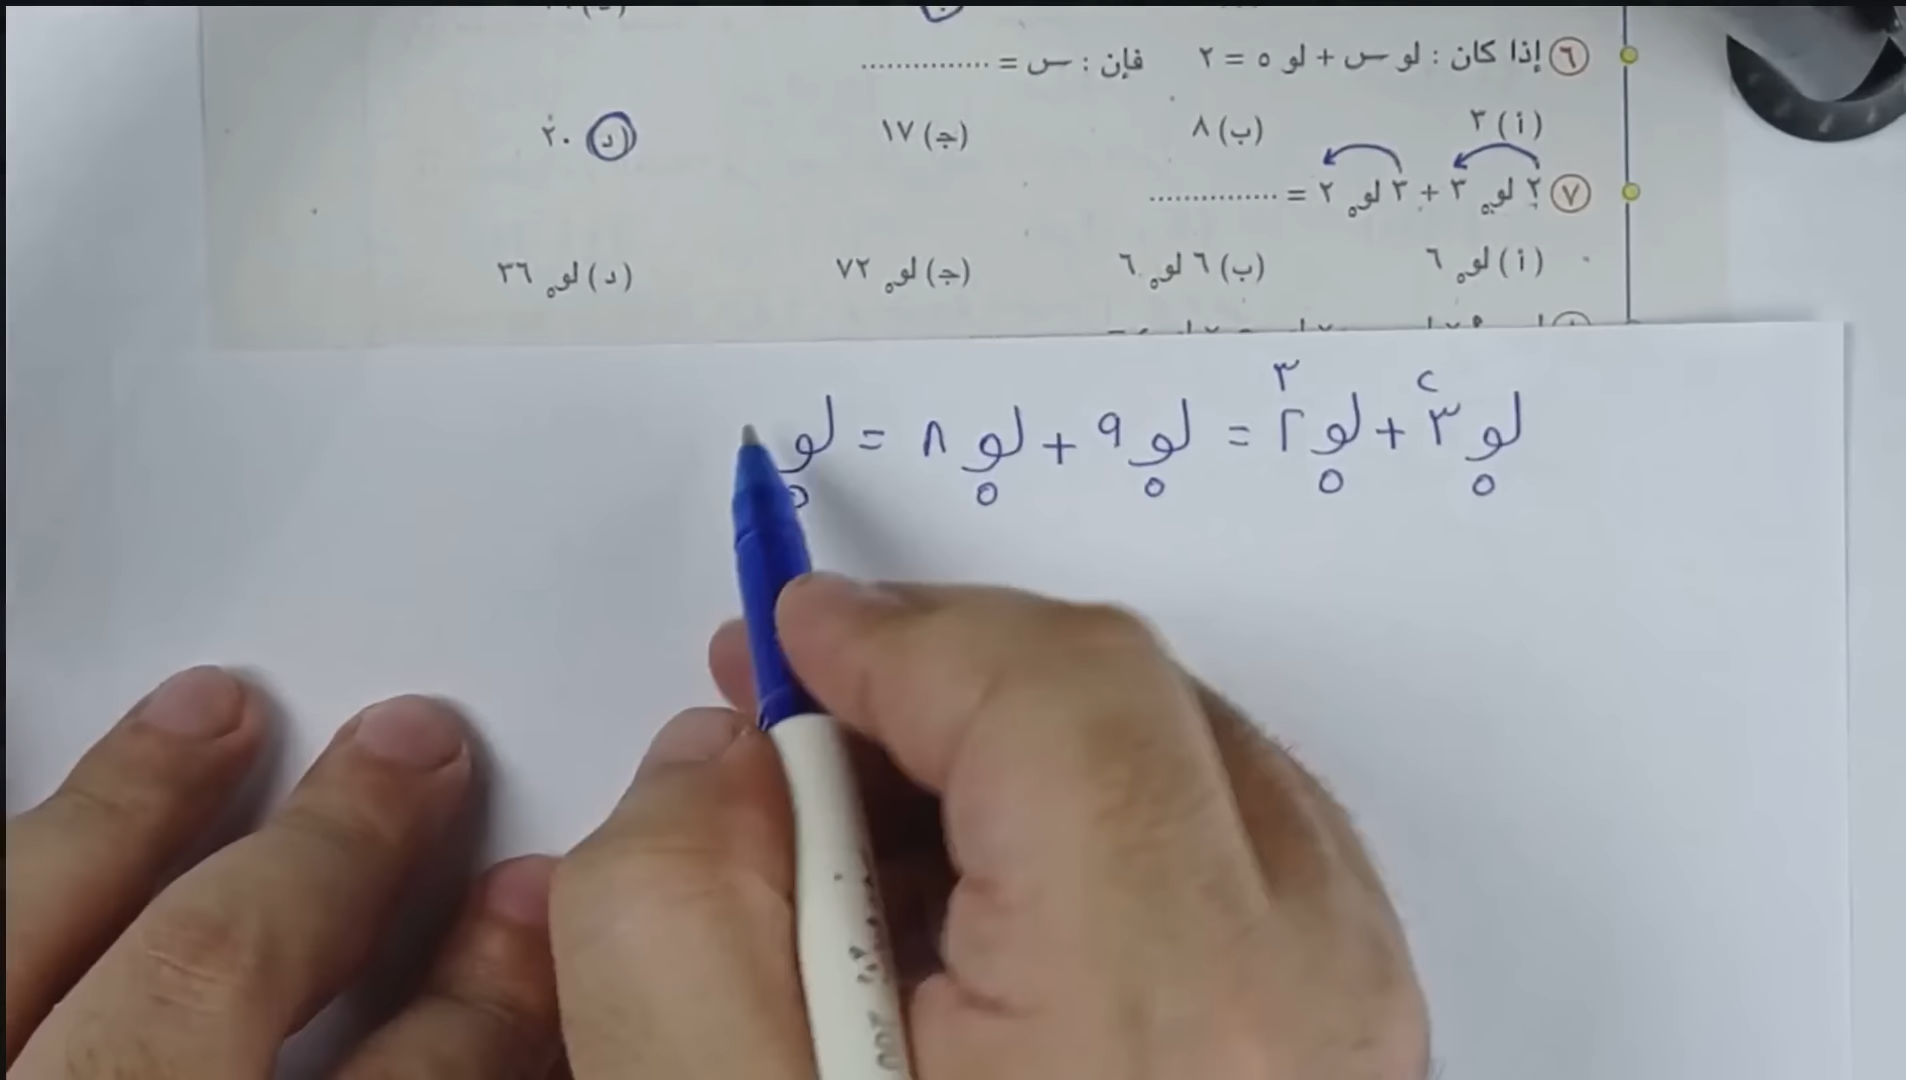 ٦ إذا كان : لو س + لو ٥ = ٢ فإن : س = ...............
(أ) ٣ (ب) ٨ (جـ) ١٧ (د) ٢٠
٧ ٢ لو٥ ٣ + ٣ لو٥ ٢ = ...............
(أ) لو٥ ٦ (ب) ٦ لو٥ ٦ (جـ) لو٥ ٧٢ (د) لو٥ ٣٦
لو٥ ٣^٢ + لو٥ ٢^٣ = لو٥ ٩ + لو٥ ٨ = لو٥